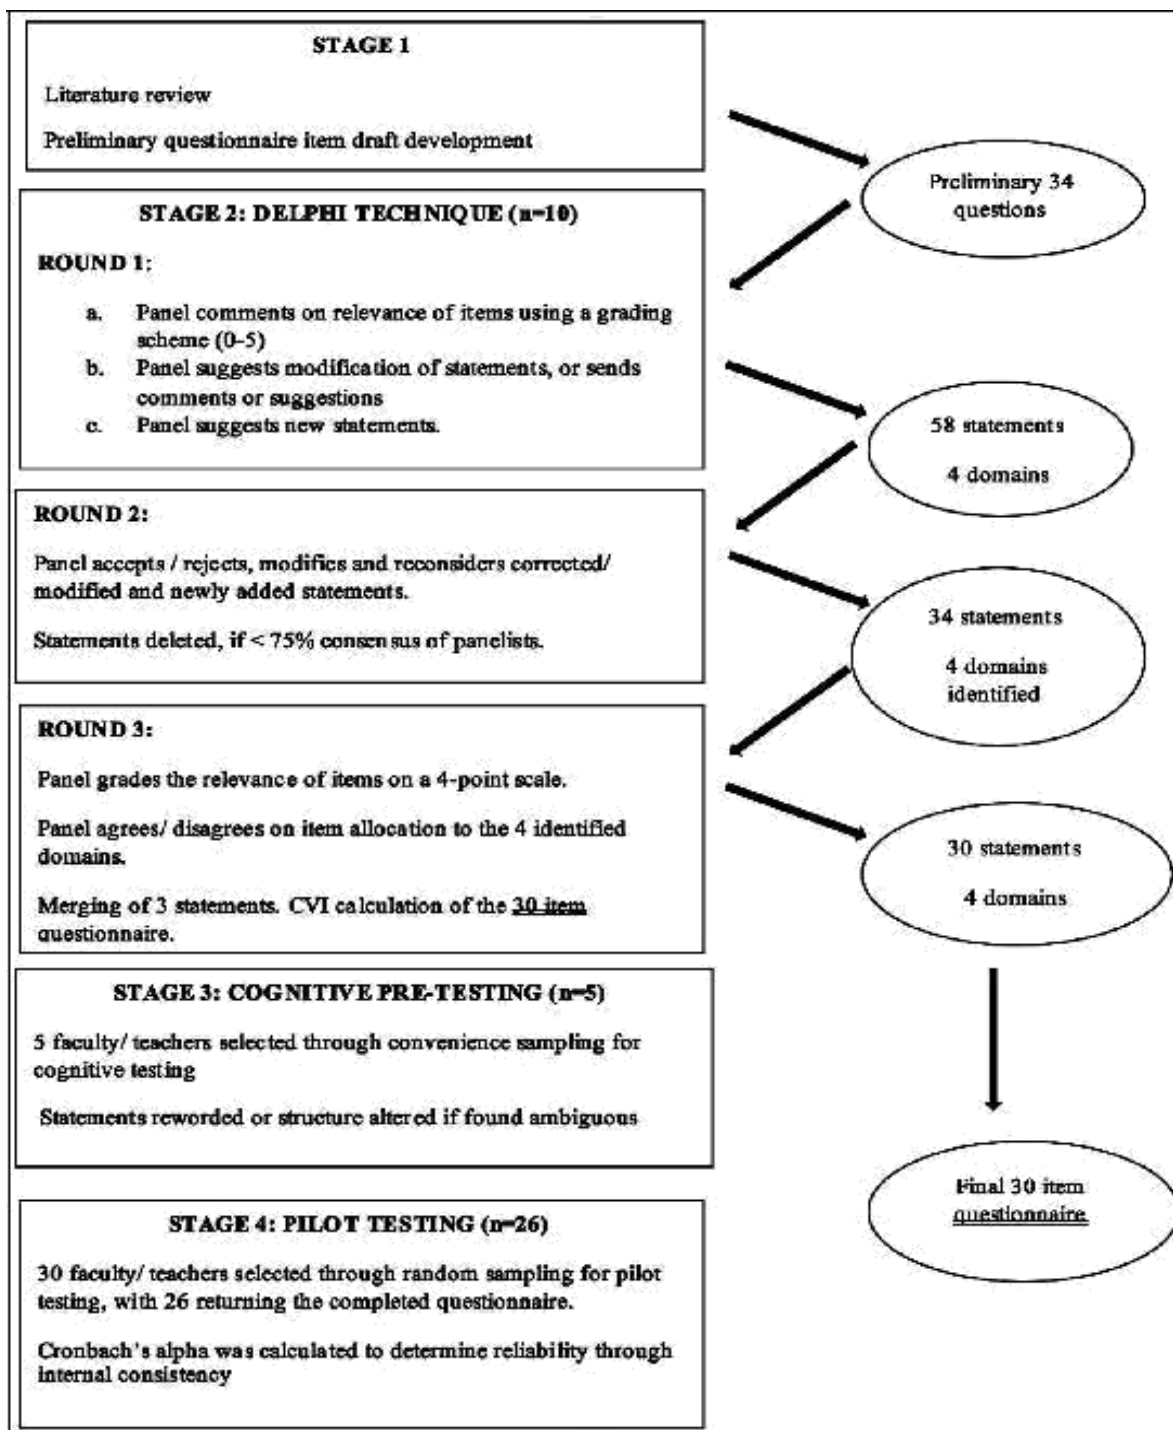 STAGE 1
Literature review
Preliminary questionnaire item draft development
Preliminary 34
questions
STAGE 2: DELPHI TECHNIQUE (n=10)
ROUND 1:
a. Panel comments on relevance of items using a grading
scheme (0-5)
b. Panel suggests modification of statements, or sends
comments or suggestions
c. Panel suggests new statements.
58 statements
4 domains
ROUND 2:
Panel accepts / rejects, modifies and reconsiders corrected/
modified and newly added statements.
Statements deleted, if < 75% consensus of panelists.
34 statements
4 domains
identified
ROUND 3:
Panel grades the relevance of items on a 4-point scale.
Panel agrees/ disagrees on item allocation to the 4 identified
domains.
Merging of 3 statements. CVI calculation of the 30 item
questionnaire.
30 statements
4 domains
STAGE 3: COGNITIVE PRE-TESTING (n=5)
5 faculty/ teachers selected through convenience sampling for
cognitive testing
Statements reworded or structure altered if found ambiguous
Final 30 item
questionnaire
STAGE 4: PILOT TESTING (n=26)
30 faculty/ teachers selected through random sampling for pilot
testing, with 26 returning the completed questionnaire.
Cronbach's alpha was calculated to determine reliability through
internal consistency